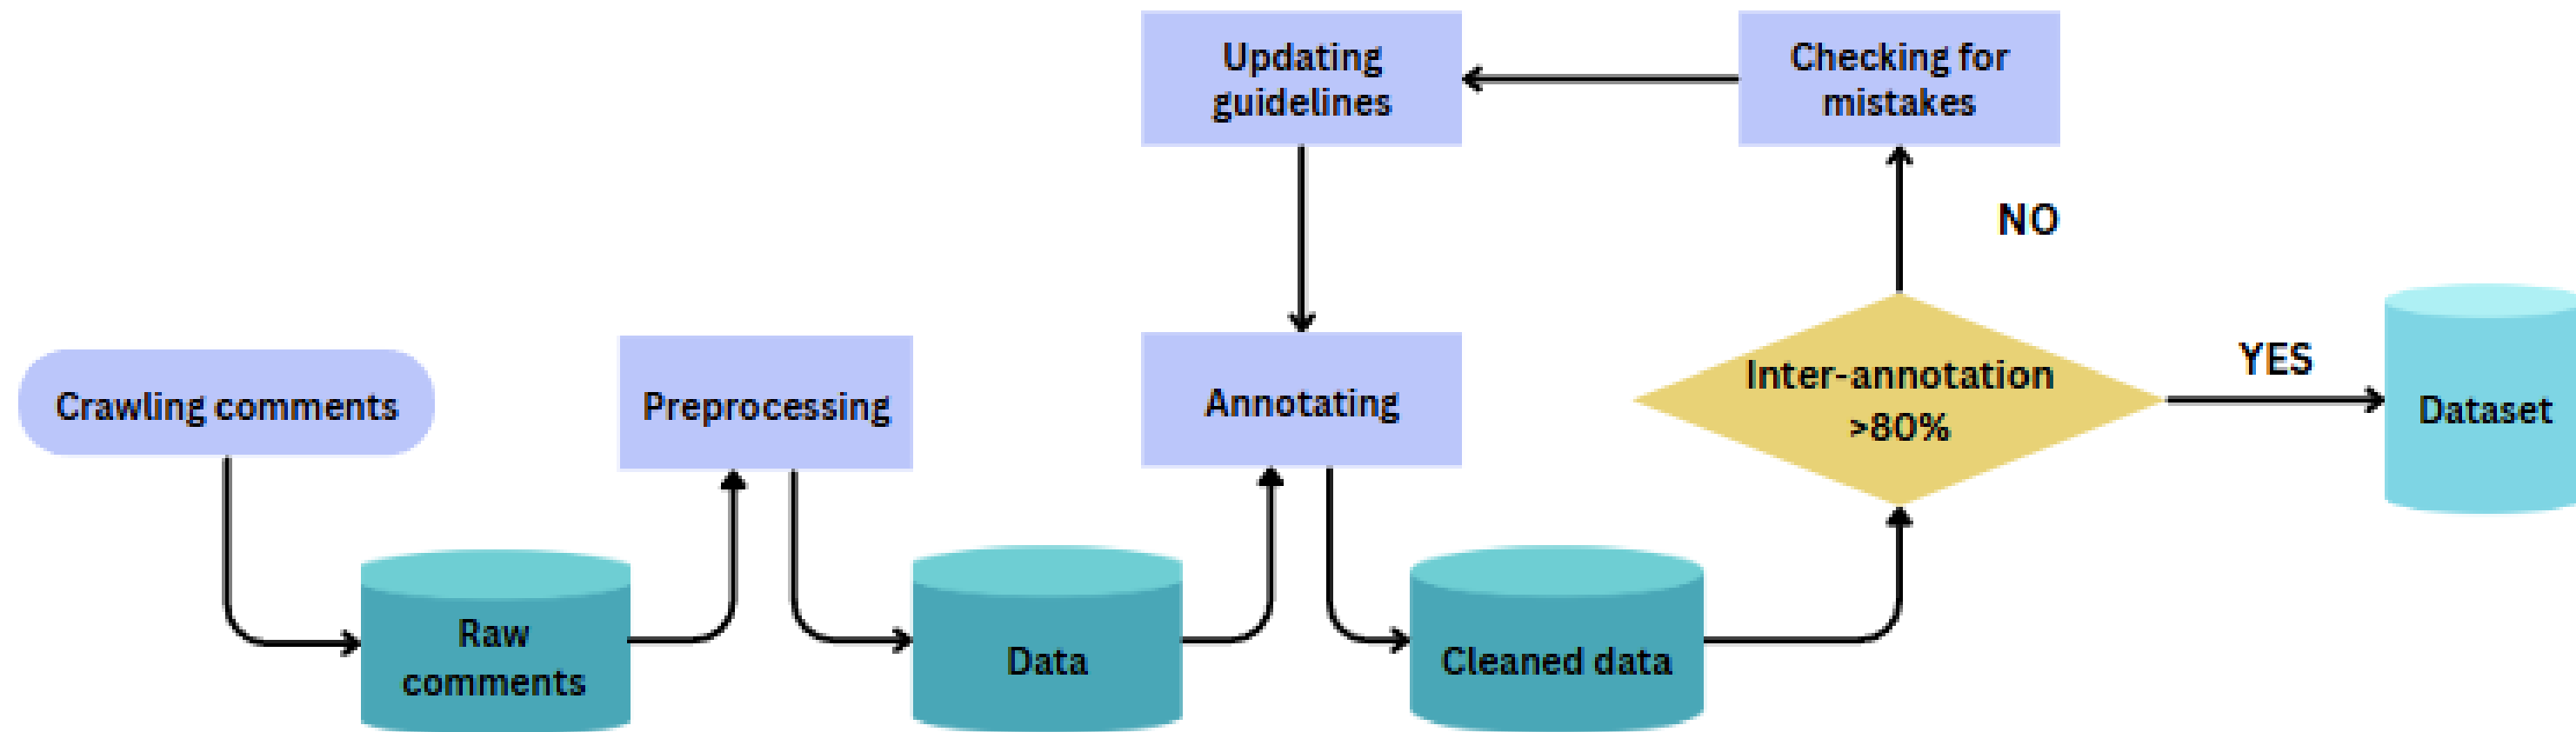 Updating
guidelines
Checking for
mistakes
NO
YES
Crawling comments
Preprocessing
Annotating
Inter-annotation
>80%
Dataset
Raw
comments
Data
Cleaned data